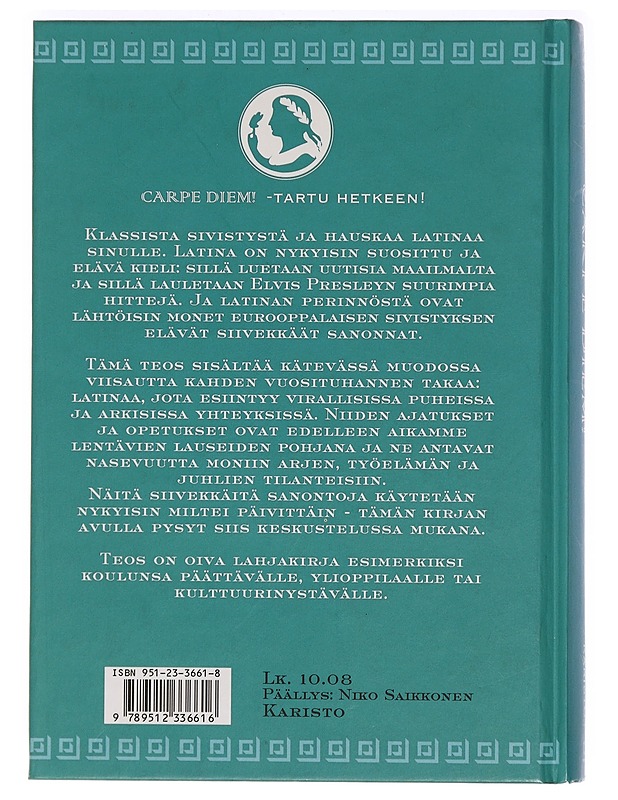 CARPE DIEM! -TARTU HETKEEN!
KLASSISTA SIVISTYSTÄ JA HAUSKAA LATINAA
SINULLE. LATINA ON NYKYISIN SUOSITTU JA
ELÄVÄ KIELI: SILLÄ LUETAAN UUTISIA MAAILMALTA
JA SILLÄ LAULETAAN ELVIS PRESLEYN SUURIMPIA
HITTEJÄ. JA LATINAN PERINNÖSTÄ OVAT
LÄHTÖISIN MONET EUROOPPALAISEN SIVISTYKSEN
ELÄVÄT SIIVEKKÄÄT SANONNAT.
TÄMÄ TEOS SISÄLTÄÄ KÄTEVÄSSÄ MUODOSSA
VIISAUTTA KAHDEN VUOSITUHANNEN TAKAA:
LATINAA, JOTA ESIINTYY VIRALLISISSA PUHEISSA
JA ARKISISSA YHTEYKSISSÄ. NIIDEN AJATUKSET
JA OPETUKSET OVAT EDELLEEN AIKAMME
LENTÄVIEN LAUSEIDEN POHJANA JA NE ANTAVAT
NASEVUUTTA MONIIN ARJEN, TYÖELÄMÄN JA
JUHLIEN TILANTEISIIN.
NÄITÄ SIIVEKKÄITÄ SANONTOJA KÄYTETÄÄN
NYKYISIN MILTEI PÄIVITTÄIN - TÄMÄN KIRJAN
AVULLA PYSYT SIIS KESKUSTELUSSA MUKANA.
TEOS ON OIVA LAHJAKIRJA ESIMERKIKSI
KOULUNSA PÄÄTTÄVÄLLE, YLIOPPILAALLE TAI
KULTTUURINYSTÄVÄLLE.
ISBN 951-23-3661-8
9 789512 336616
LK. 10.08
PÄÄLLYS: NIKO SAIKKONEN
KARISTO